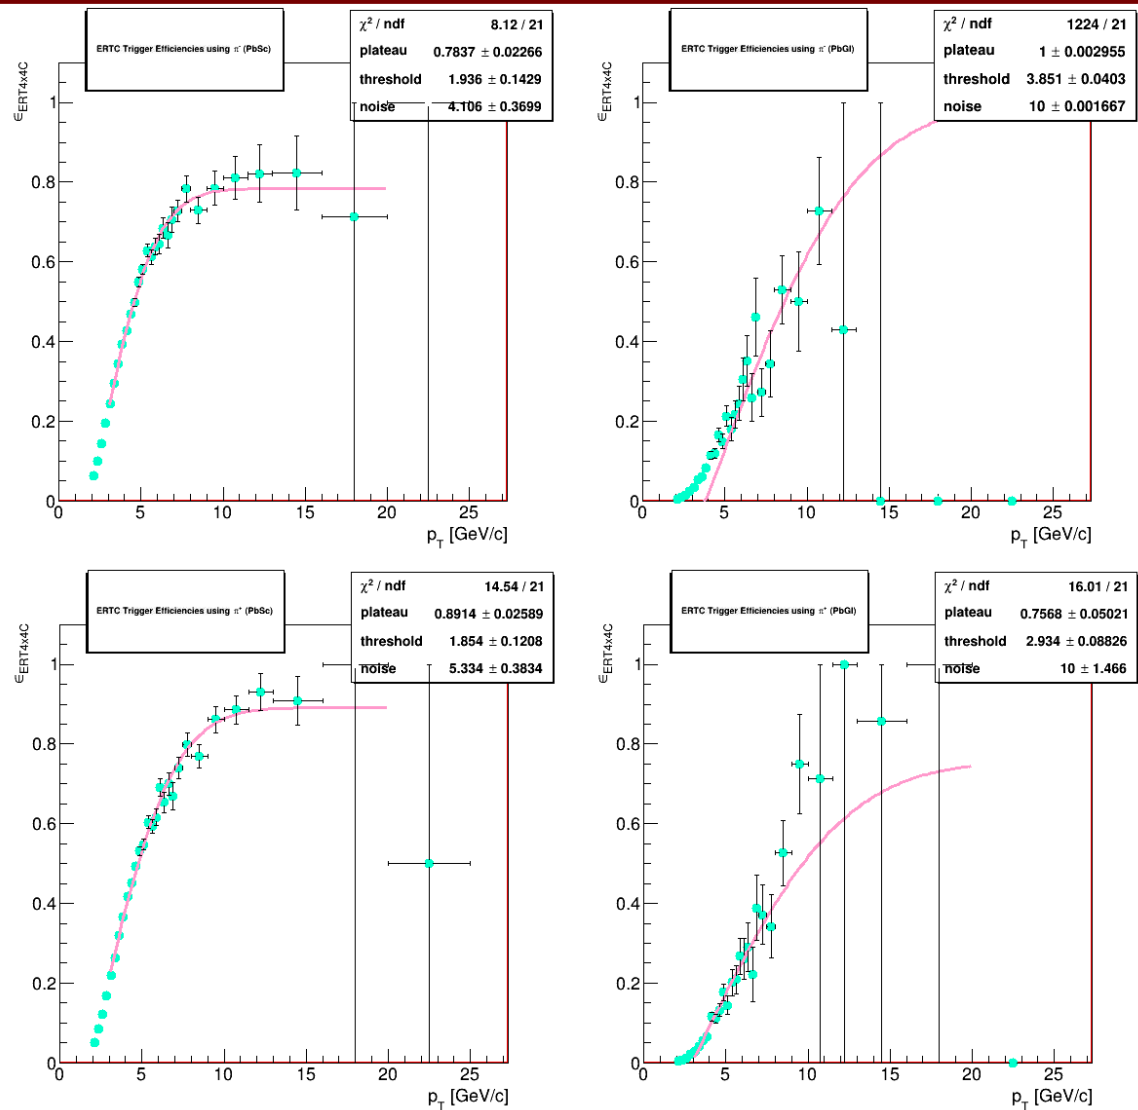 ERTC Trigger Efficiencies using π⁻ (PbSc)
χ² / ndf 8.12 / 21
plateau 0.7837 ± 0.02266
threshold 1.936 ± 0.1429
noise 4.106 ± 0.3699
∈ERT4x4C
1
0.8
0.6
0.4
0.2
0
0 5 10 15 20 25
p_T [GeV/c]
ERTC Trigger Efficiencies using π⁻ (PbGl)
χ² / ndf 1224 / 21
plateau 1 ± 0.002955
threshold 3.851 ± 0.0403
noise 10 ± 0.001667
∈ERT4x4C
1
0.8
0.6
0.4
0.2
0
0 5 10 15 20 25
p_T [GeV/c]
ERTC Trigger Efficiencies using π⁺ (PbSc)
χ² / ndf 14.54 / 21
plateau 0.8914 ± 0.02589
threshold 1.854 ± 0.1208
noise 5.334 ± 0.3834
∈ERT4x4C
1
0.8
0.6
0.4
0.2
0
0 5 10 15 20 25
p_T [GeV/c]
ERTC Trigger Efficiencies using π⁺ (PbGl)
χ² / ndf 16.01 / 21
plateau 0.7568 ± 0.05021
threshold 2.934 ± 0.08826
noise 10 ± 1.466
∈ERT4x4C
1
0.8
0.6
0.4
0.2
0
0 5 10 15 20 25
p_T [GeV/c]